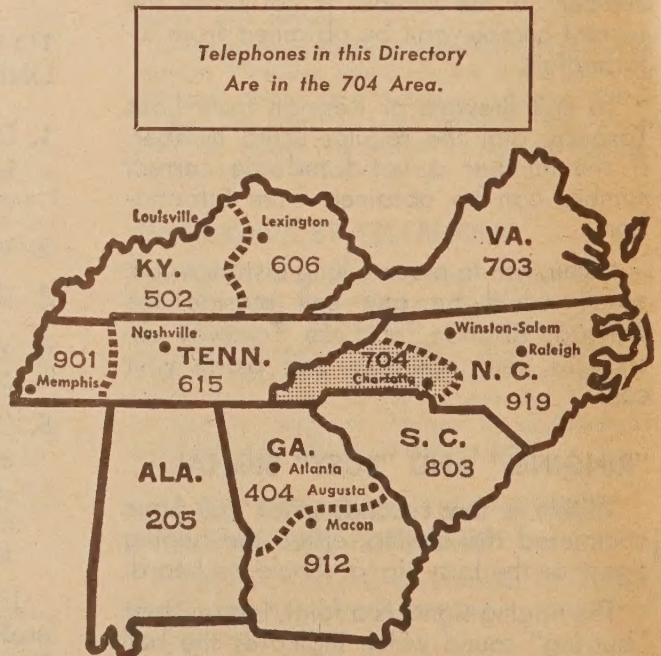 Telephones in this Directory
Are in the 704 Area.
Louisville
Lexington
KY.
502
606
VA.
703
901
Memphis
Nashville
TENN.
615
704
Charlotte
Winston-Salem
Raleigh
N. C.
919
ALA.
205
GA.
Atlanta
404
Augusta
Macon
912
S. C.
803